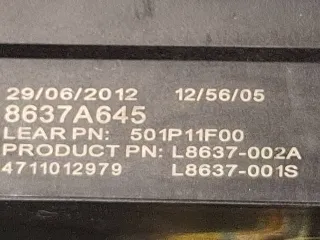 29/06/2012 12/56/05
8637A645
LEAR PN: 501P11F00
PRODUCT PN: L8637-002A
4711012979 L8637-001S